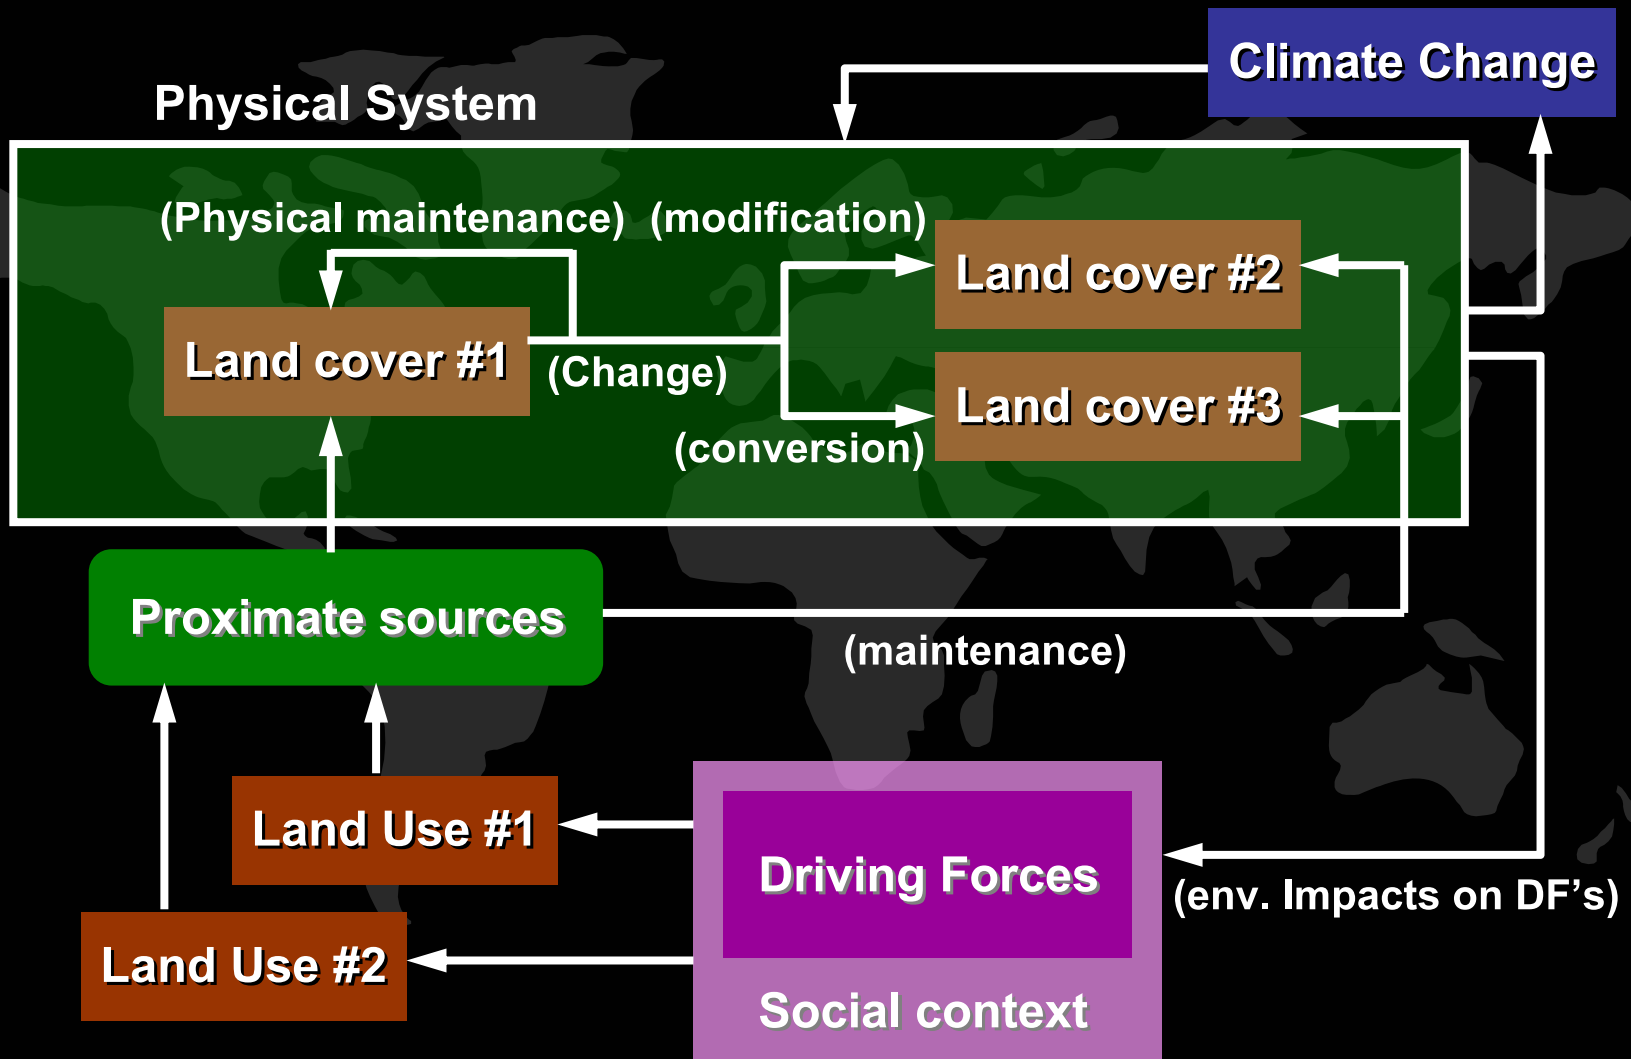 Climate Change
Physical System
(Physical maintenance) (modification)
Land cover #2
Land cover #1
(Change)
Land cover #3
(conversion)
Proximate sources
(maintenance)
Land Use #1
Driving Forces
(env. Impacts on DF’s)
Land Use #2
Social context